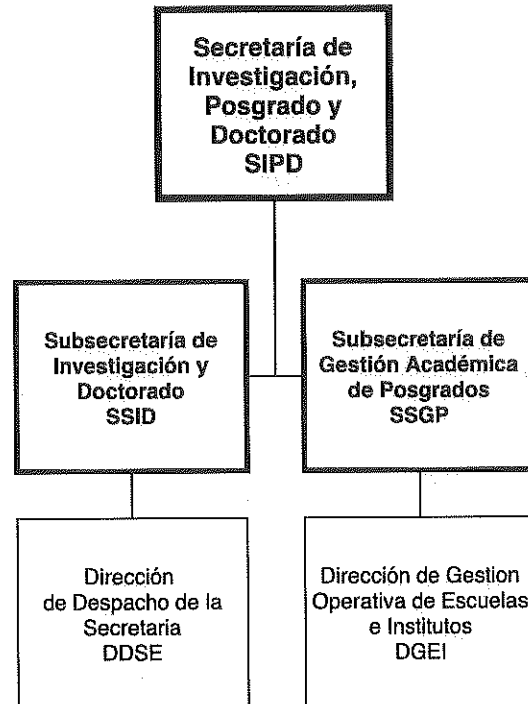 Secretaría de
Investigación,
Posgrado y
Doctorado
SIPD
Subsecretaría de
Investigación y
Doctorado
SSID
Subsecretaría de
Gestión Académica
de Posgrados
SSGP
Dirección
de Despacho de la
Secretaria
DDSE
Dirección de Gestion
Operativa de Escuelas
e Institutos
DGEI